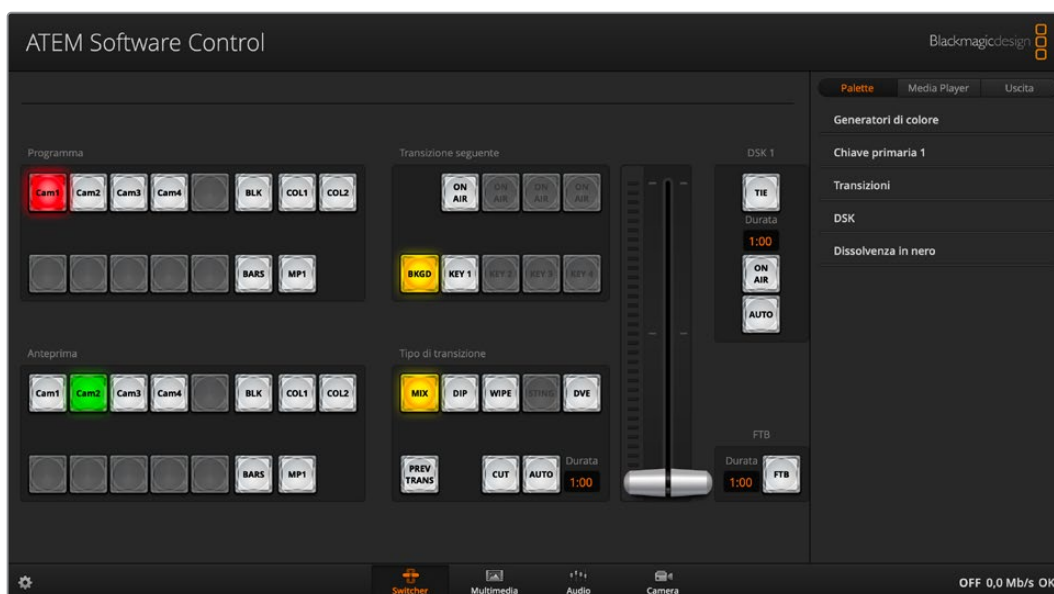 ATEM Software Control
Blackmagicdesign
Palette Media Player Uscita
Generatori di colore
Chiave primaria 1
Transizioni
DSK
Dissolvenza in nero
Programma
Cam1 Cam2 Cam3 Cam4 BLK COL1 COL2
BARS MP1
Transizione seguente
ON AIR ON AIR ON AIR ON AIR
BKGD KEY 1 KEY 2 KEY 3 KEY 4
DSK 1
TIE
Durata
1:00
ON AIR
AUTO
Anteprima
Cam1 Cam2 Cam3 Cam4 BLK COL1 COL2
BARS MP1
Tipo di transizione
MIX DIP WIPE STING DVE
PREV TRANS CUT AUTO
Durata
1:00
FTB
Durata
1:00 FTB
Switcher Multimedia Audio Camera
OFF 0,0 Mb/s OK